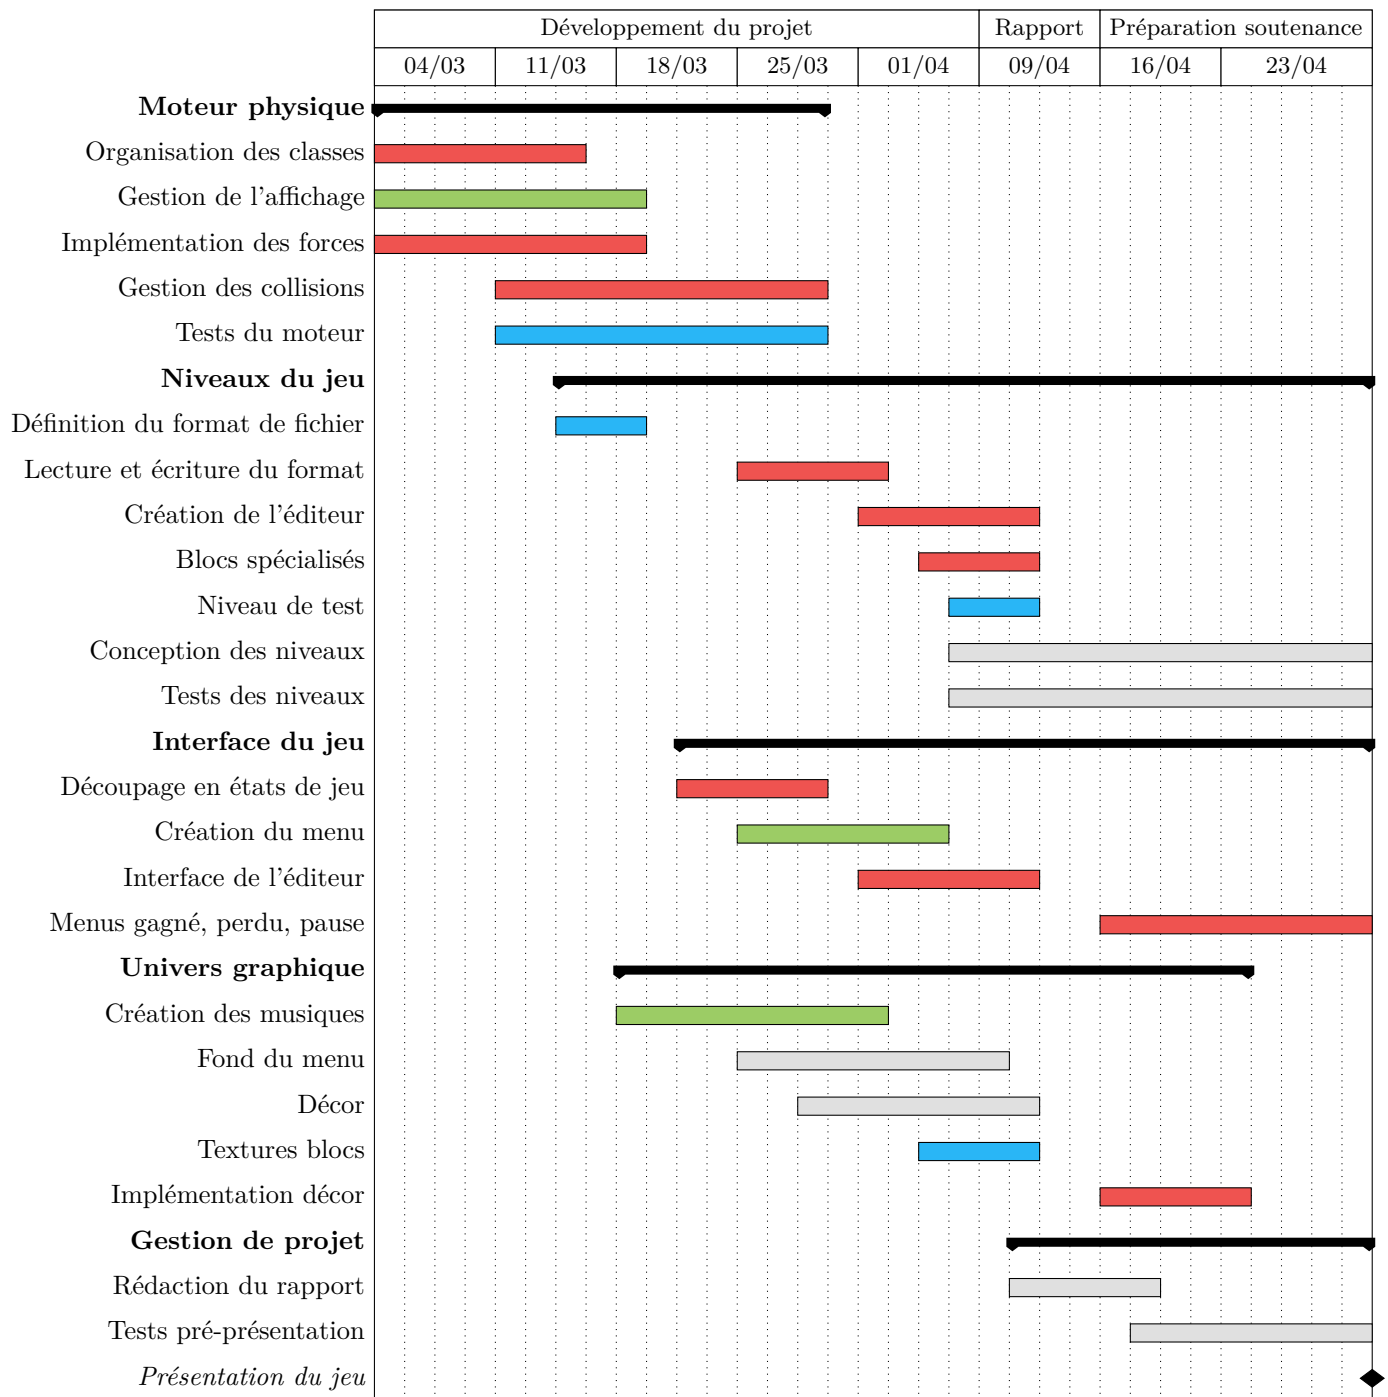 Développement du projet Rapport Préparation soutenance
04/03 11/03 18/03 25/03 01/04 09/04 16/04 23/04
Moteur physique
Organisation des classes
Gestion de l'affichage
Implémentation des forces
Gestion des collisions
Tests du moteur
Niveaux du jeu
Définition du format de fichier
Lecture et écriture du format
Création de l'éditeur
Blocs spécialisés
Niveau de test
Conception des niveaux
Tests des niveaux
Interface du jeu
Découpage en états de jeu
Création du menu
Interface de l'éditeur
Menus gagné, perdu, pause
Univers graphique
Création des musiques
Fond du menu
Décor
Textures blocs
Implémentation décor
Gestion de projet
Rédaction du rapport
Tests pré-présentation
Présentation du jeu